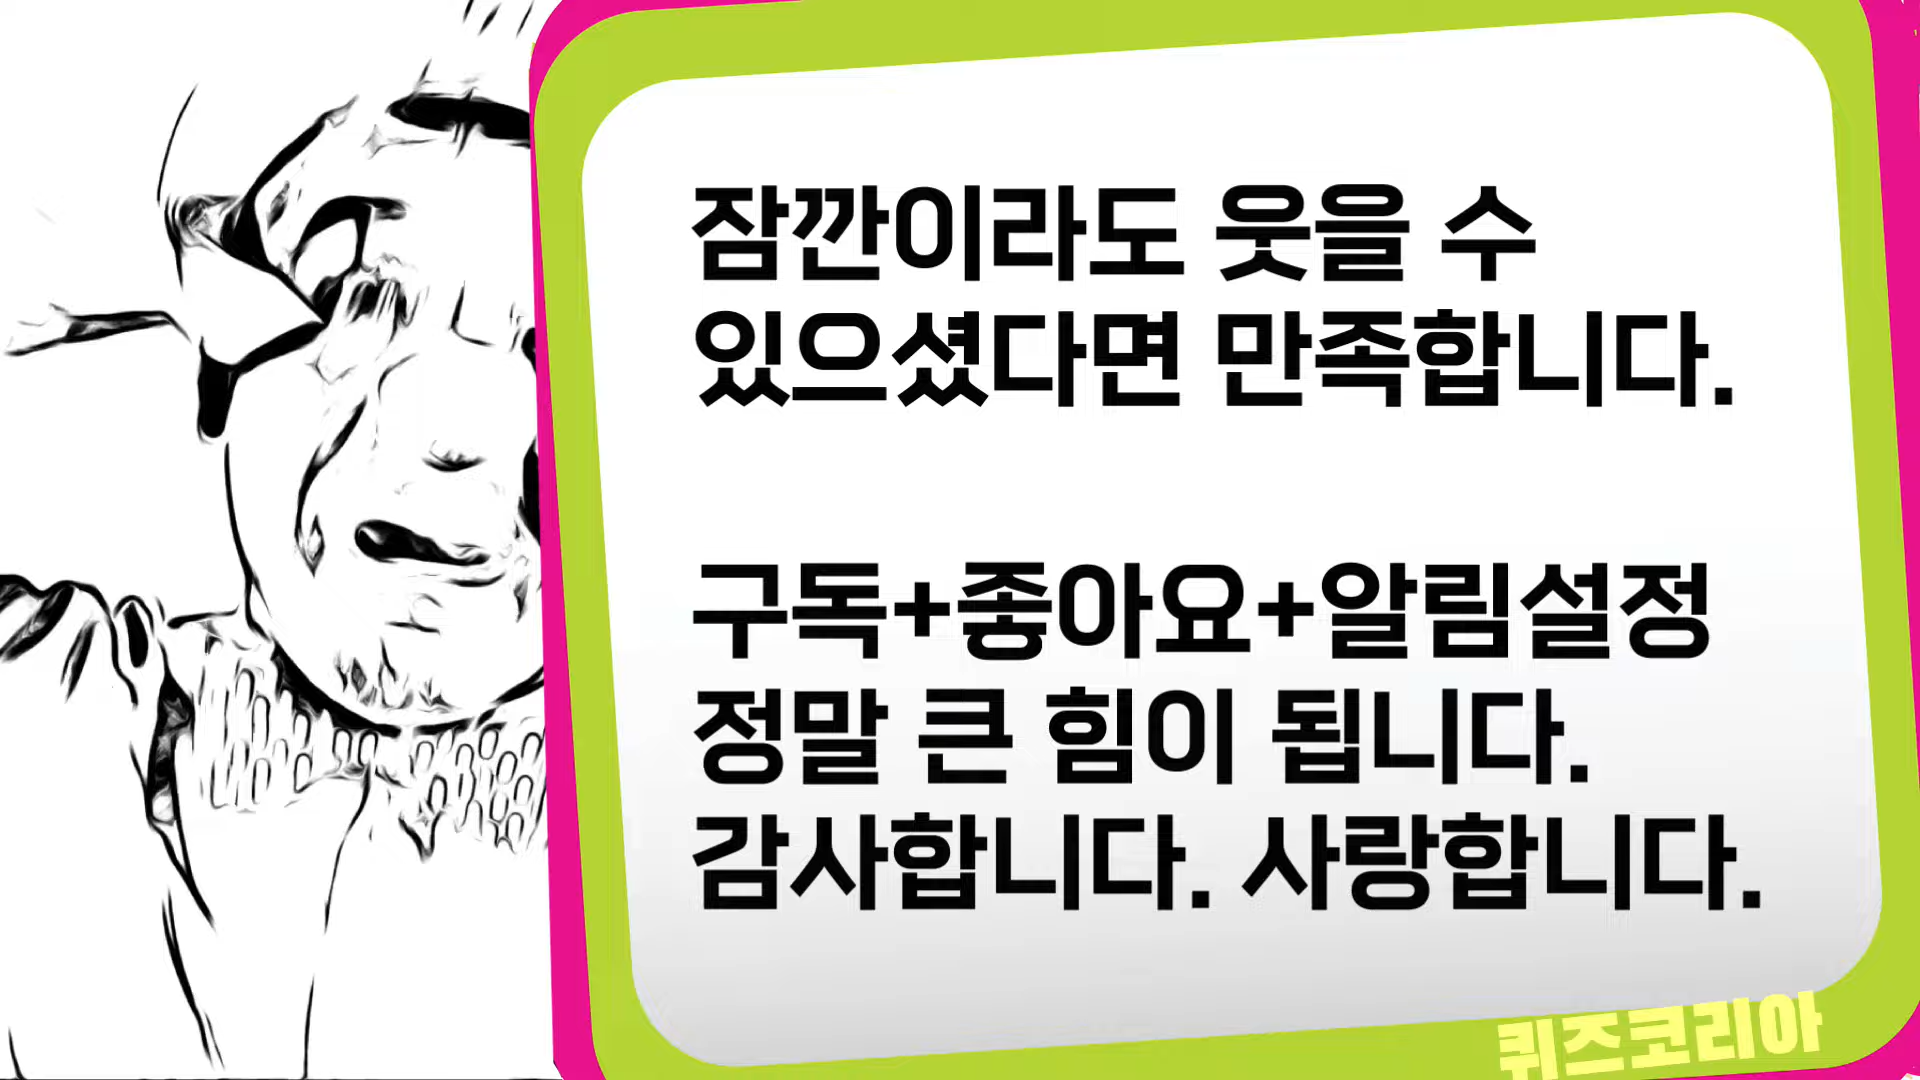 잠깐이라도 웃을 수
있으셨다면 만족합니다.
구독+좋아요+알림설정
정말 큰 힘이 됩니다.
감사합니다. 사랑합니다.
퀴즈코리아